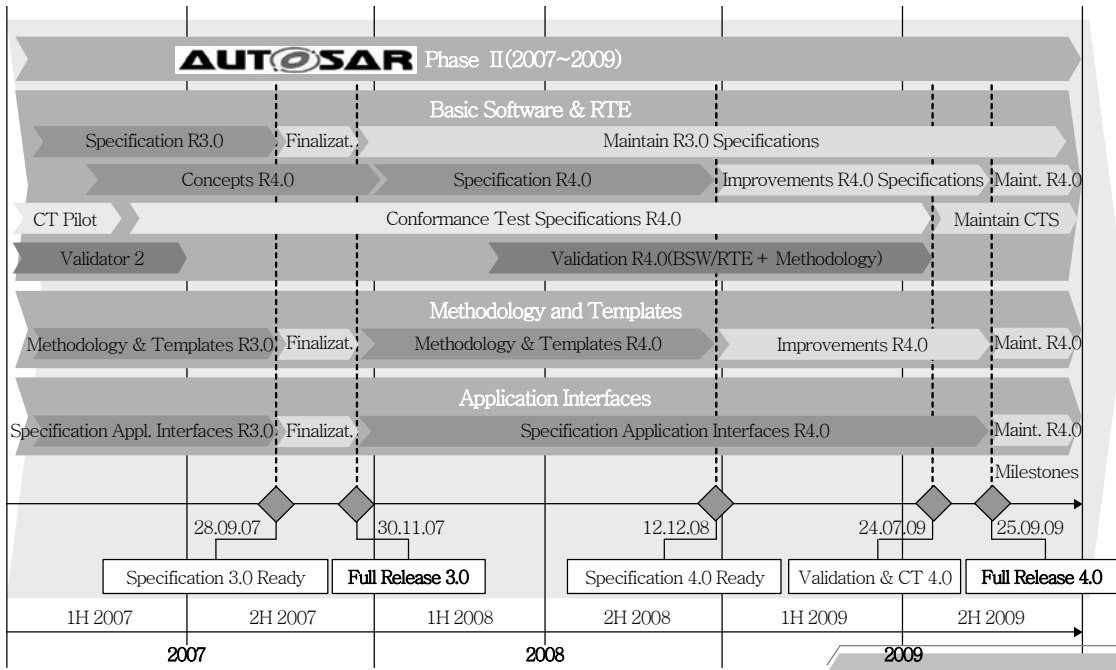 AUTOSAR Phase II(2007~2009)
Basic Software & RTE
Specification R3.0 Finalizat. Maintain R3.0 Specifications
Concepts R4.0 Specification R4.0 Improvements R4.0 Specifications Maint. R4.0
CT Pilot Conformance Test Specifications R4.0 Maintain CTS
Validator 2 Validation R4.0(BSW/RTE + Methodology)
Methodology and Templates
Methodology & Templates R3.0 Finalizat. Methodology & Templates R4.0 Improvements R4.0 Maint. R4.0
Application Interfaces
Specification Appl. Interfaces R3.0 Finalizat. Specification Application Interfaces R4.0 Maint. R4.0
Milestones
28.09.07 30.11.07 12.12.08 24.07.09 25.09.09
Specification 3.0 Ready Full Release 3.0 Specification 4.0 Ready Validation & CT 4.0 Full Release 4.0
1H 2007 2H 2007 1H 2008 2H 2008 1H 2009 2H 2009
2007 2008 2009